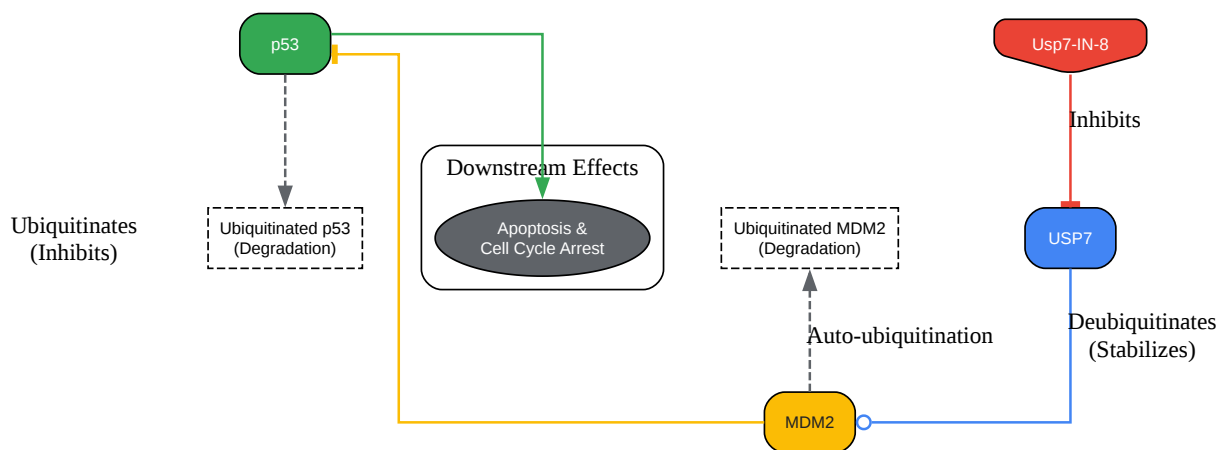 p53
Usp7-IN-8
Inhibits
Downstream Effects
Ubiquitinates
(Inhibits)
Ubiquitinated p53
(Degradation)
Apoptosis &
Cell Cycle Arrest
Ubiquitinated MDM2
(Degradation)
USP7
Auto-ubiquitination
Deubiquitinates
(Stabilizes)
MDM2